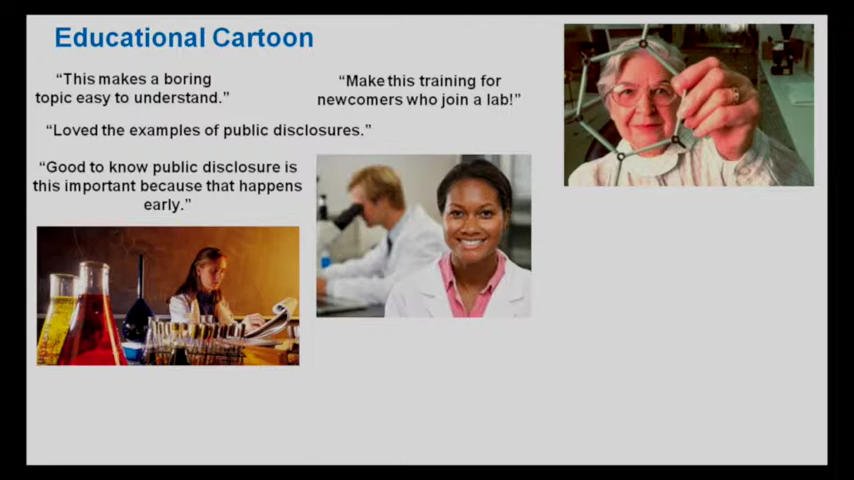 Educational Cartoon
“This makes a boring
topic easy to understand.”
“Make this training for
newcomers who join a lab!”
“Loved the examples of public disclosures.”
“Good to know public disclosure is
this important because that happens
early.”